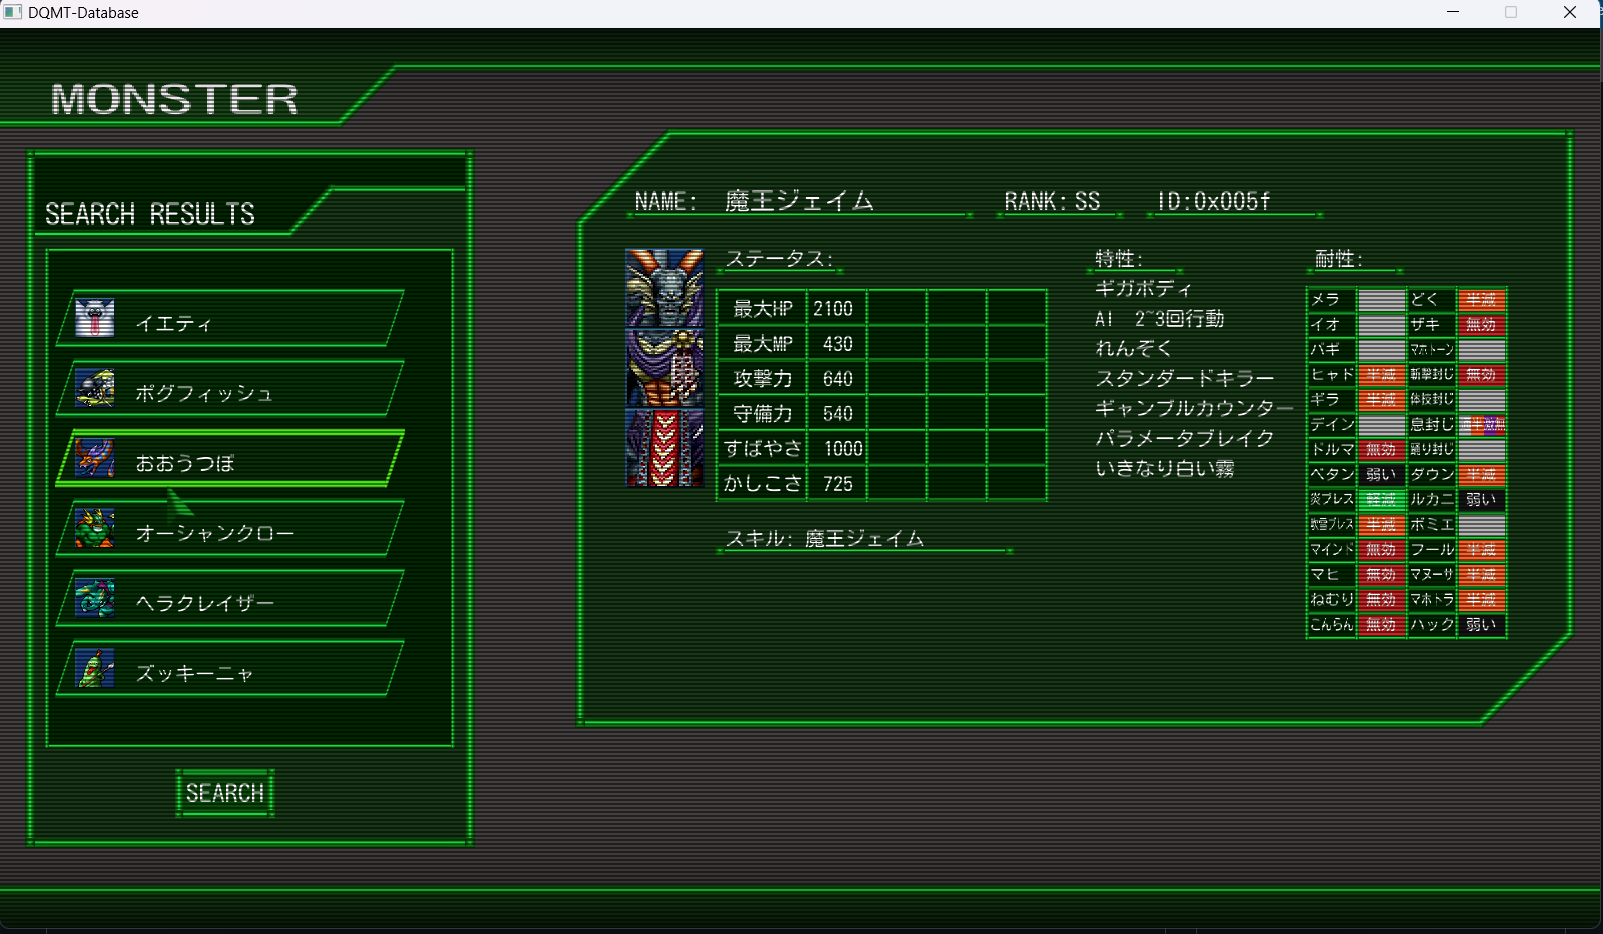 DQMT-Database
MONSTER
SEARCH RESULTS
イエティ
ポグフィッシュ
おおうつぼ
オーシャンクロー
ヘラクレイザー
ズッキーニャ
SEARCH
NAME: 魔王ジェイム RANK:SS ID:0x005f
ステータス:
最大HP 2100
最大MP 430
攻撃力 640
守備力 540
すばやさ 1000
かしこさ 725
スキル: 魔王ジェイム
特性:
ギガボディ
AI 2~3回行動
れんぞく
スタンダードキラー
ギャンブルカウンター
パラメータブレイク
いきなり白い霧
耐性:
メラ どく 半減
イオ ザキ 無効
バギ マホトーン
ヒャド 半減 斬撃封じ 無効
ギラ 半減 体技封じ
デイン 息封じ
ドルマ 無効 踊り封じ
ベタン 弱い ダウン 半減
炎ブレス 軽減 ルカニ 弱い
吹雪ブレス 半減 ボミエ
マインド 無効 フール 半減
マヒ 無効 マヌーサ 半減
ねむり 無効 マホトラ 半減
こんらん 無効 ハック 弱い